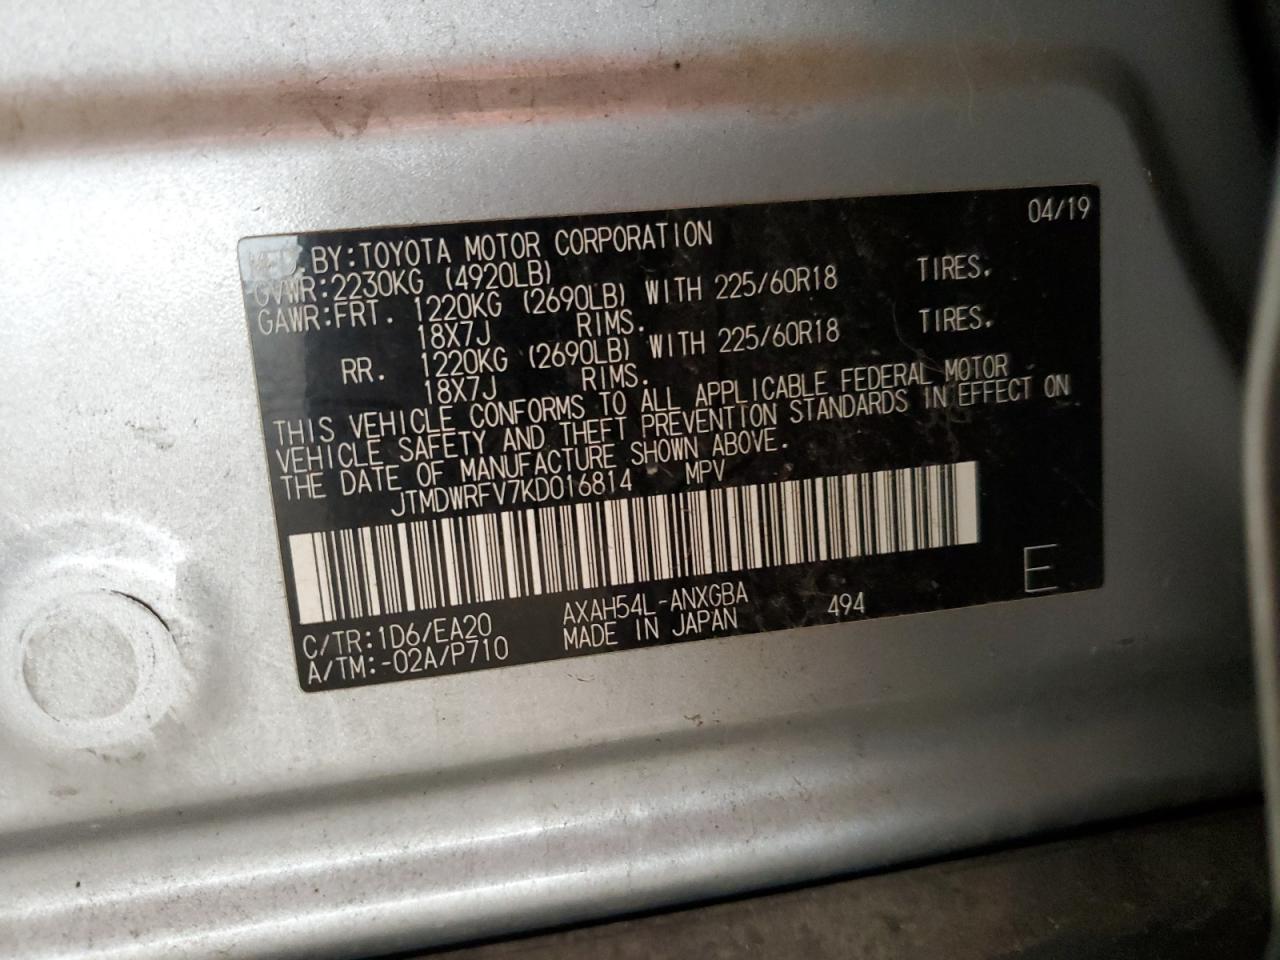 04/19
MFD. BY:TOYOTA MOTOR CORPORATION
GVWR:2230KG (4920LB)
GAWR:FRT. 1220KG (2690LB) WITH 225/60R18 TIRES.
18X7J RIMS.
RR. 1220KG (2690LB) WITH 225/60R18 TIRES.
18X7J RIMS.
THIS VEHICLE CONFORMS TO ALL APPLICABLE FEDERAL MOTOR
VEHICLE SAFETY AND THEFT PREVENTION STANDARDS IN EFFECT ON
THE DATE OF MANUFACTURE SHOWN ABOVE.
JTMDWRFV7KD016814 MPV
E
C/TR:1D6/EA20 AXAH54L-ANXGBA 494
A/TM:-02A/P710 MADE IN JAPAN